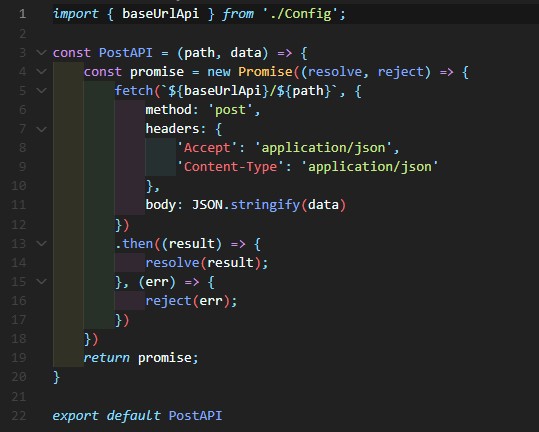 1 import { baseUrlApi } from './Config';
2
3 const PostAPI = (path, data) => {
4     const promise = new Promise((resolve, reject) => {
5         fetch(`${baseUrlApi}/${path}`, {
6             method: 'post',
7             headers: {
8                 'Accept': 'application/json',
9                 'Content-Type': 'application/json'
10             },
11             body: JSON.stringify(data)
12         })
13         .then((result) => {
14             resolve(result);
15         }, (err) => {
16             reject(err);
17         })
18     })
19     return promise;
20 }
21
22 export default PostAPI